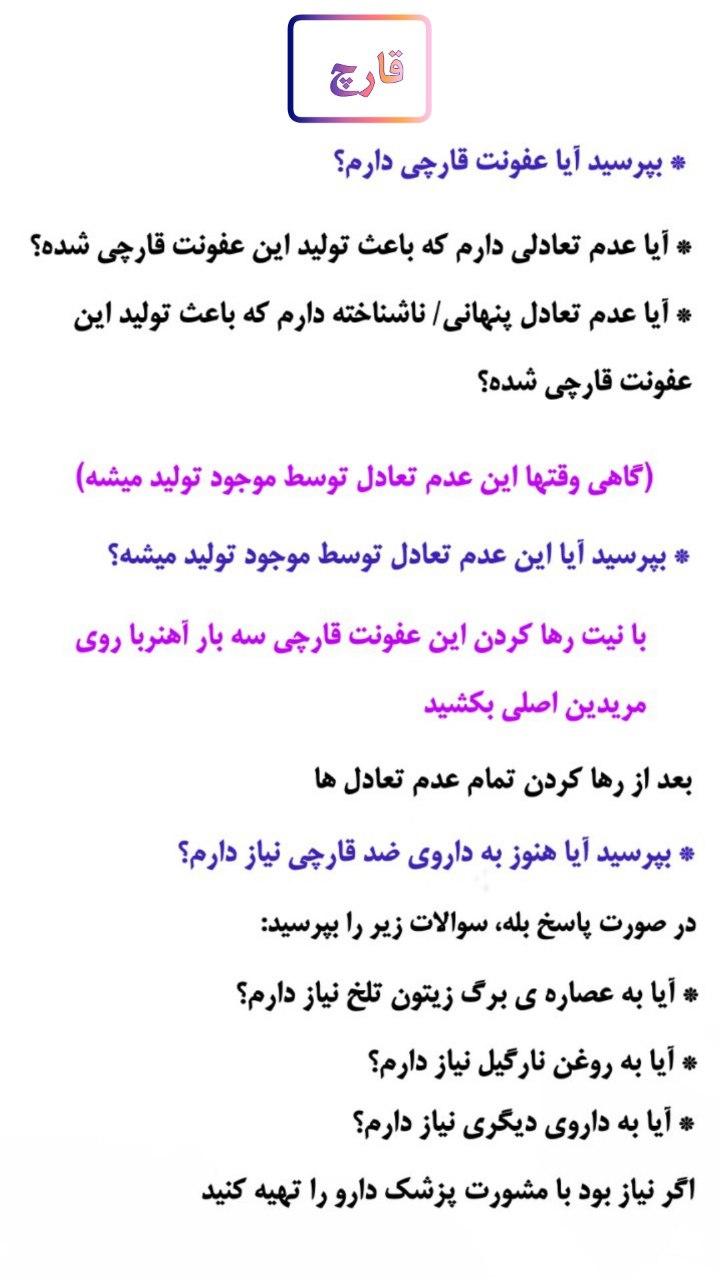 قارچ
* بپرسید آیا عفونت قارچی دارم؟
* آیا عدم تعادلی دارم که باعث تولید این عفونت قارچی شده؟
* آیا عدم تعادل پنهانی/ ناشناخته دارم که باعث تولید این
عفونت قارچی شده؟
(گاهی وقتها این عدم تعادل توسط موجود تولید میشه)
* بپرسید آیا این عدم تعادل توسط موجود تولید میشه؟
با نیت رها کردن این عفونت قارچی سه بار آهنربا روی
مریدین اصلی بکشید
بعد از رها کردن تمام عدم تعادل ها
* بپرسید آیا هنوز به داروی ضد قارچی نیاز دارم؟
در صورت پاسخ بله، سوالات زیر را بپرسید:
* آیا به عصاره ی برگ زیتون تلخ نیاز دارم؟
* آیا به روغن نارگیل نیاز دارم؟
* آیا به داروی دیگری نیاز دارم؟
اگر نیاز بود با مشورت پزشک دارو را تهیه کنید